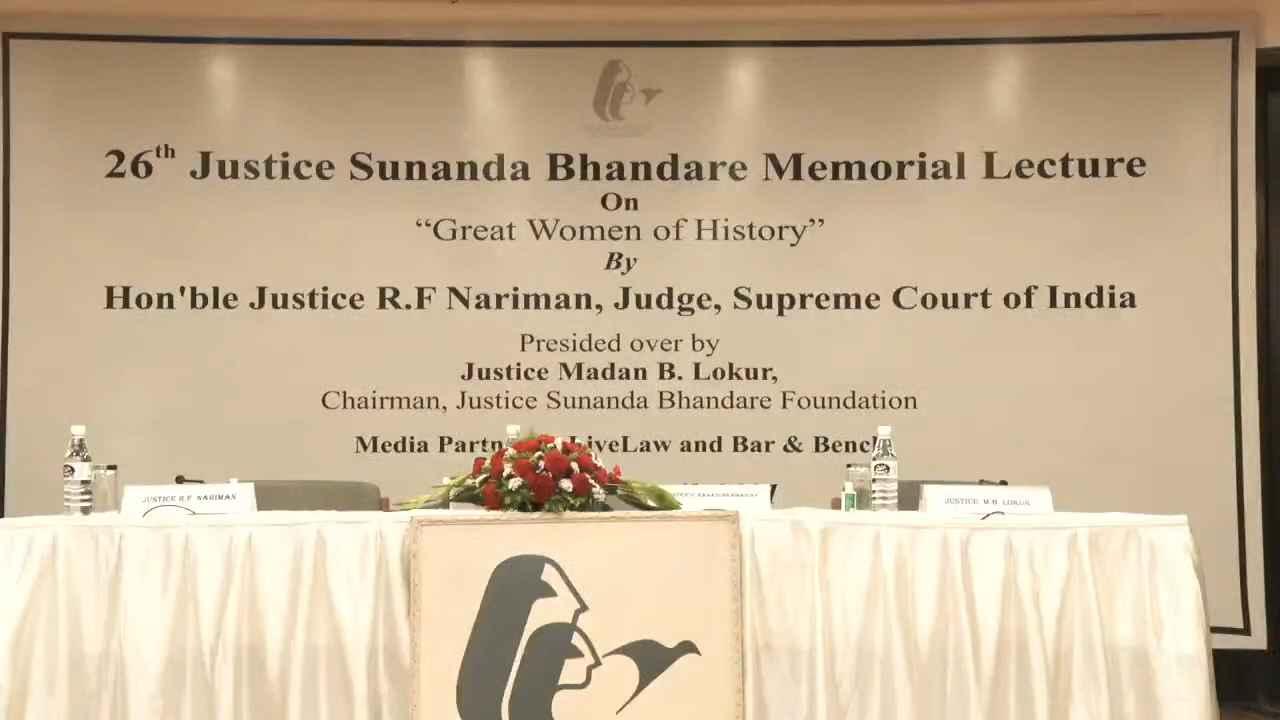 26th Justice Sunanda Bhandare Memorial Lecture
On
“Great Women of History”
By
Hon'ble Justice R.F Nariman, Judge, Supreme Court of India
Presided over by
Justice Madan B. Lokur,
Chairman, Justice Sunanda Bhandare Foundation
Media LiveLaw and Bar &
JUSTICE R.F NARIMAN
JUSTICE M.B. LOKUR